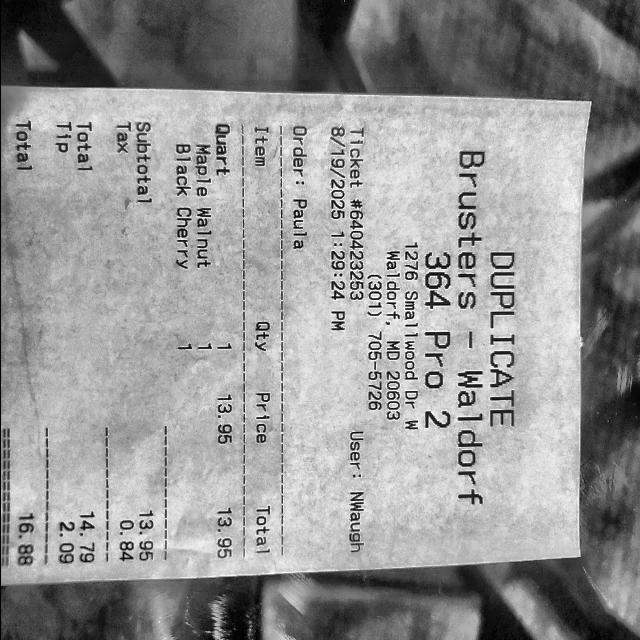 DUPLICATE
Brusters - Waldorf
364 Pro 2
1276 Smallwood Dr W
Waldorf, MD 20603
(301) 705-5726
Ticket #640423253 User: NWaugh
8/19/2025 1:29:24 PM
Order: Paula
Item Qty Price Total
Quart 1 13.95 13.95
Maple Walnut 1
Black Cherry 1
Subtotal 13.95
Tax 0.84
Total 14.79
Tip 2.09
Total 16.88